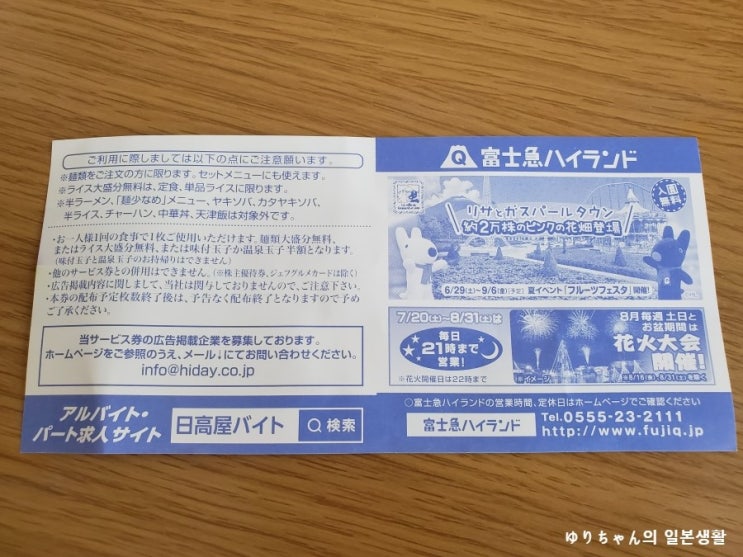 ご利用に際しましては以下の点にご注意願います。
※麺類をご注文の方に限ります。セットメニューにも使えます。
※ライス大盛分無料は、定食、単品ライスに限ります。
※半ラーメン、「麺少なめ」メニュー、ヤキソバ、カタヤキソバ、
半ライス、チャーハン、中華丼、天津飯は対象外です。
・お一人様1回の食事で1枚ご使用いただけます。麺類大盛分無料、
またはライス大盛分無料、または味付玉子か温泉玉子半額となります。
(味付玉子と温泉玉子のお持帰りはできません)
・他のサービス券との併用はできません。(※株主優待券、ジェフグルメカードは除く)
・広告掲載内容に関しまして、当社は関与しておりませんので、ご注意下さい。
・本券の配布予定枚数終了後は、予告なく配布終了となりますので予め
ご了承ください。
当サービス券の広告掲載企業を募集しております。
ホームページをご参照のうえ、メール↓にてお問い合わせください。
info@hiday.co.jp
アルバイト・
パート求人サイト
日高屋バイト
検索
富士急ハイランド
入園
無料
リサとガスパールタウン
約2万株のピンクの花畑登場
6/29(土)~9/6(金)(予定) 夏イベント「フルーツフェスタ」開催!
7/20(土)~8/31(土)は
毎日
21時まで
営業!
※花火開催日は22時まで
8月毎週 土日と
お盆期間は
花火大会
開催!
※イメージ
※8/16(金)、8/31(土)を除く
○富士急ハイランドの営業時間、定休日はホームページでご確認ください
富士急ハイランド
Tel.0555-23-2111
http://www.fujiq.jp
ゆりちゃん의 일본생활